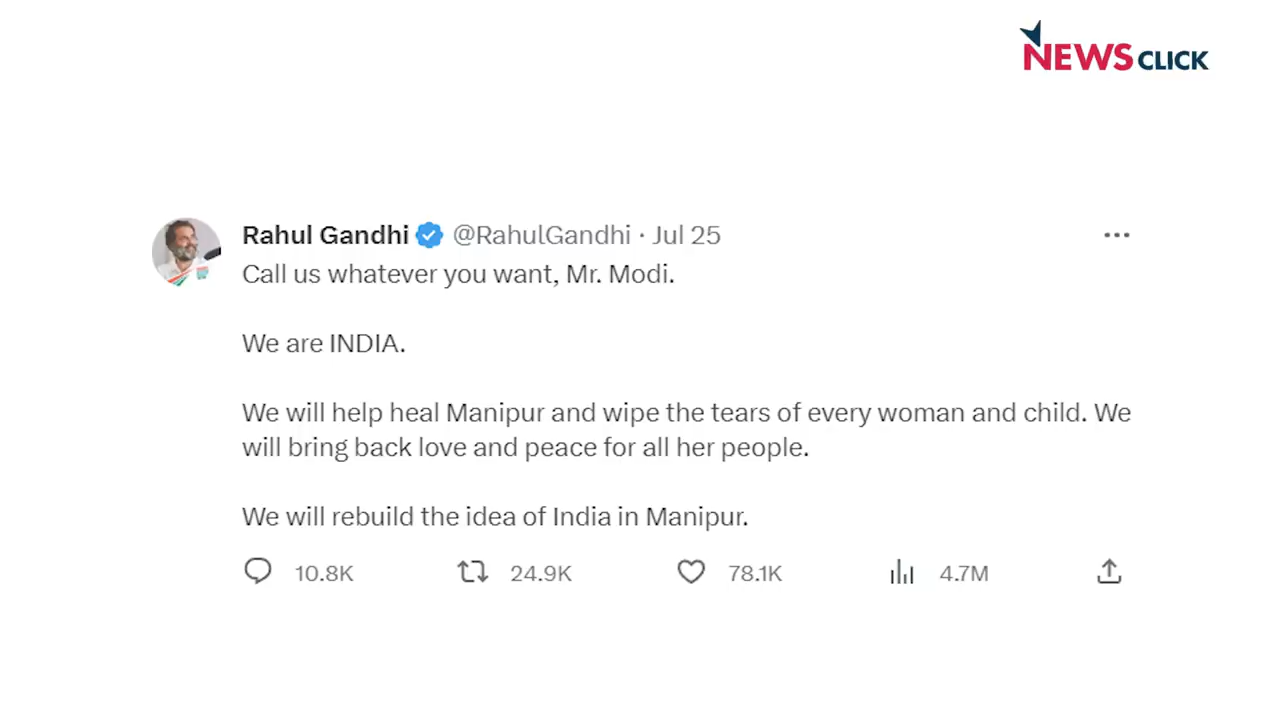 NEWS CLICK
Rahul Gandhi @RahulGandhi · Jul 25
Call us whatever you want, Mr. Modi.
We are INDIA.
We will help heal Manipur and wipe the tears of every woman and child. We
will bring back love and peace for all her people.
We will rebuild the idea of India in Manipur.
10.8K 24.9K 78.1K 4.7M